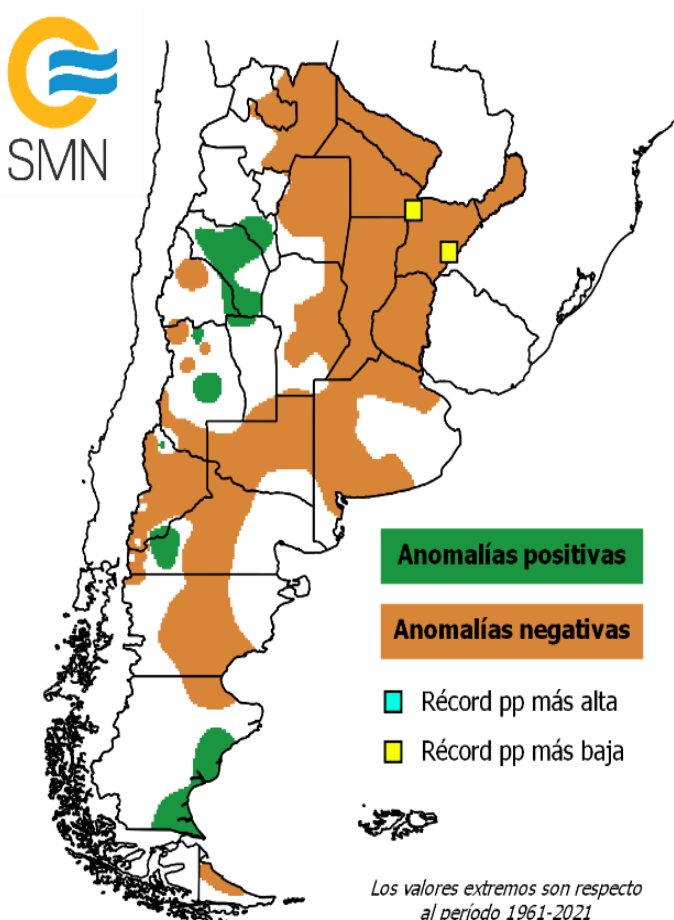 SMN
Anomalías positivas
Anomalías negativas
Récord pp más alta
Récord pp más baja
Los valores extremos son respecto
al período 1961-2021